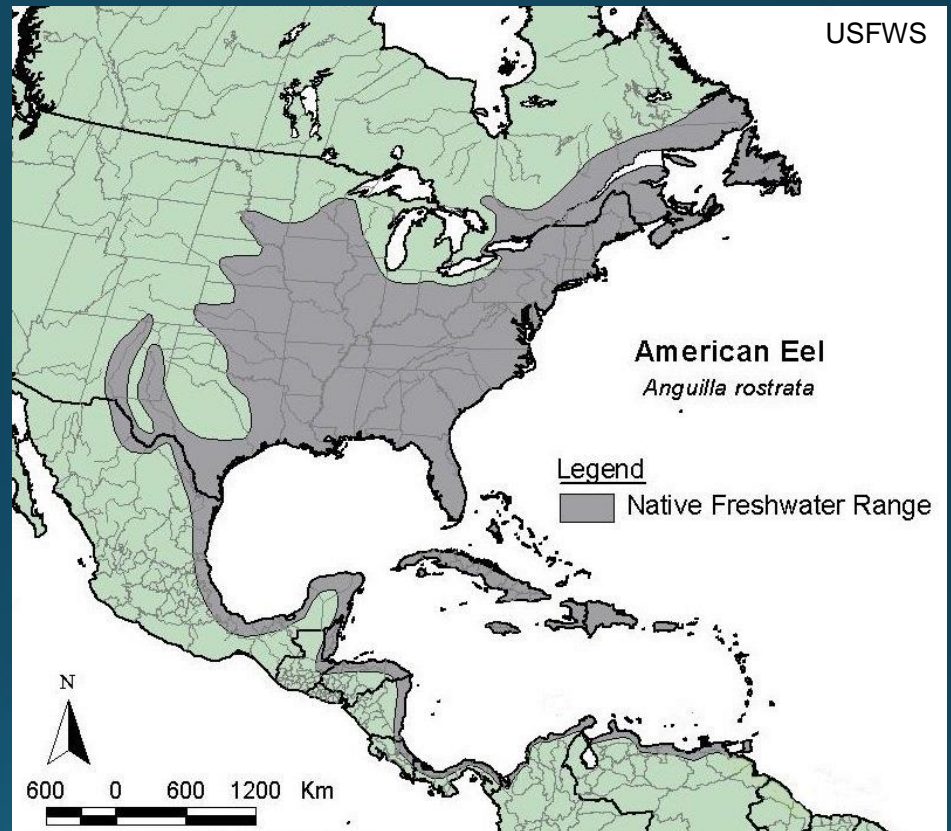 USFWS
American Eel
Anguilla rostrata
Legend
Native Freshwater Range
N
600 0 600 1200 Km